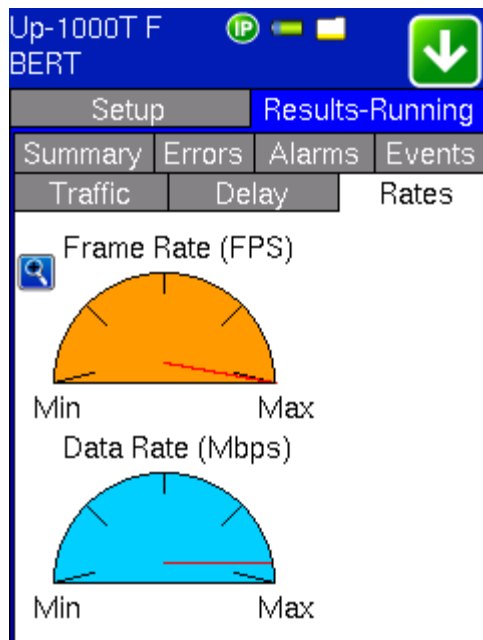 Up-1000T F
BERT
IP
Setup Results-Running
Summary Errors Alarms Events
Traffic Delay Rates
Frame Rate (FPS)
Min Max
Data Rate (Mbps)
Min Max